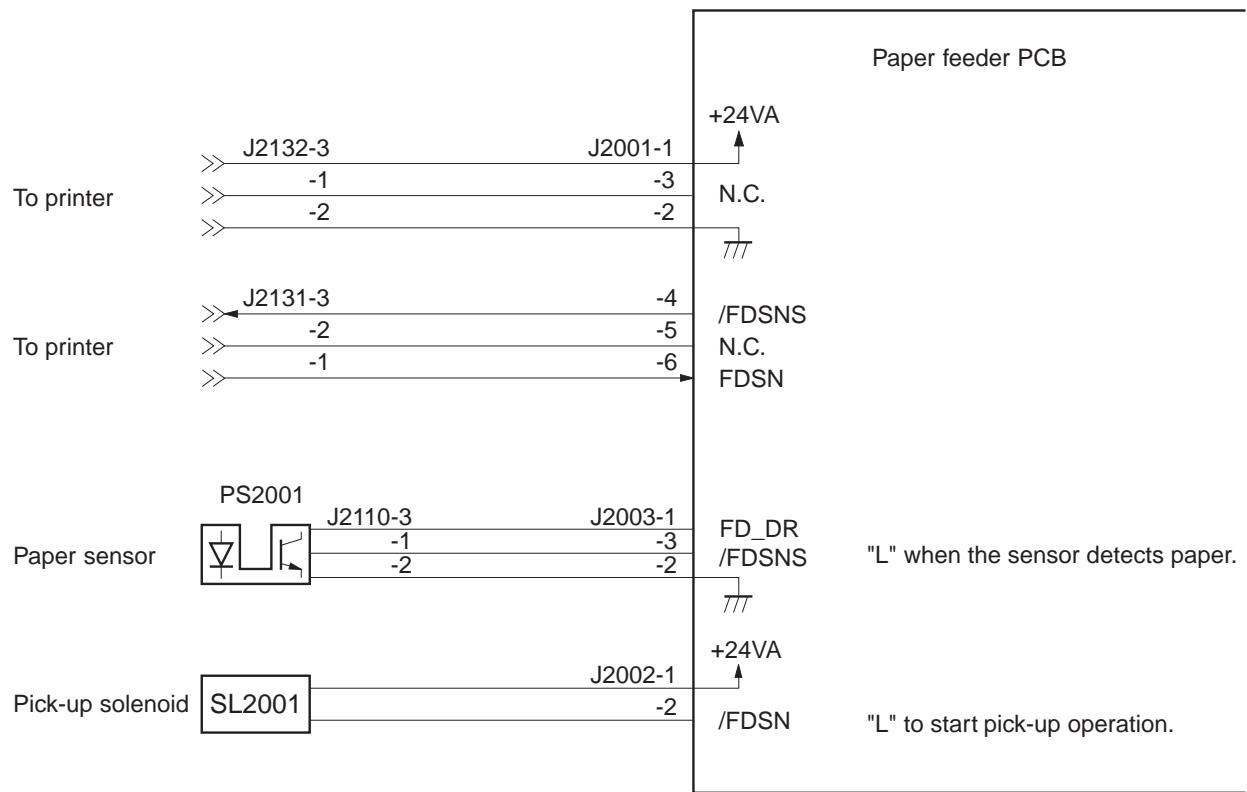 Paper feeder PCB
+24VA
J2132-3 J2001-1
-1 -3 N.C.
To printer
-2 -2
J2131-3 -4 /FDSNS
To printer -2 -5 N.C.
-1 -6 FDSN
PS2001
J2110-3 J2003-1 FD_DR
Paper sensor -1 -3 /FDSNS "L" when the sensor detects paper.
-2 -2
+24VA
J2002-1
Pick-up solenoid SL2001
-2 /FDSN "L" to start pick-up operation.